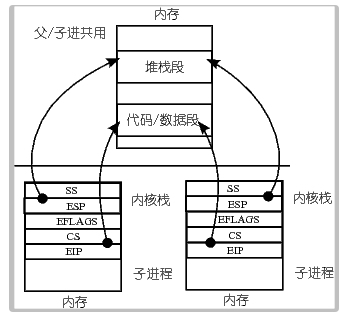 内存
父/子进共用
堆栈段
代码/数据段
SS
ESP
EFLAGS
CS
EIP
内核栈
子进程
内存
SS
ESP
EFLAGS
CS
EIP
内核栈
子进程
内存